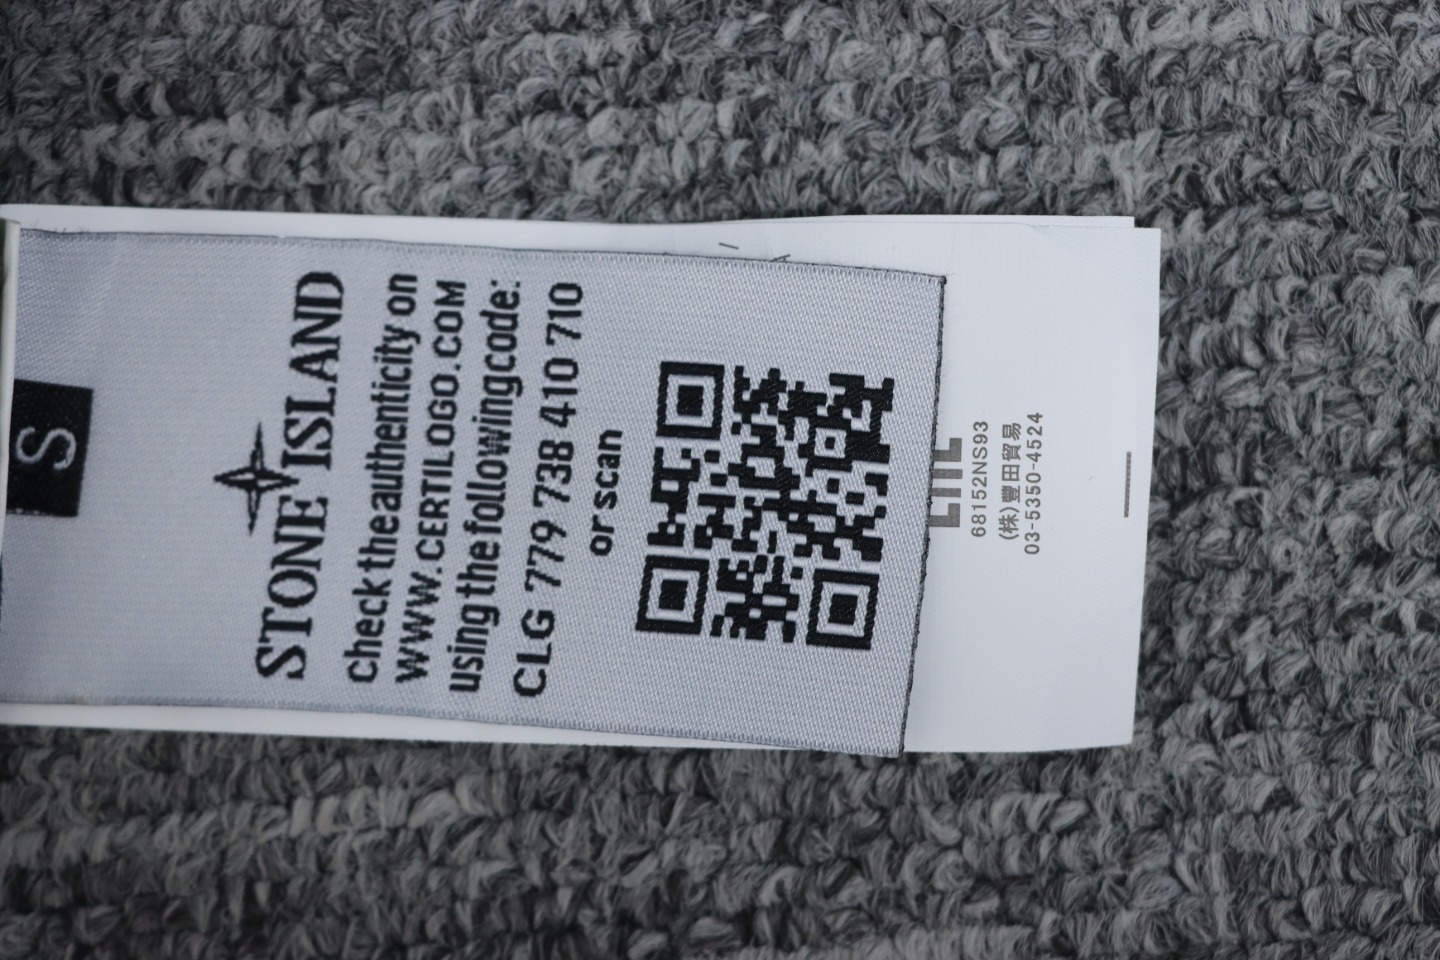 S
STONE ISLAND
Check the authenticity on
WWW.CERTILOGO.COM
using the following code:
CLG 779 738 410 710
or scan
68152NS93
(株)豊田貿易
03-5350-4524